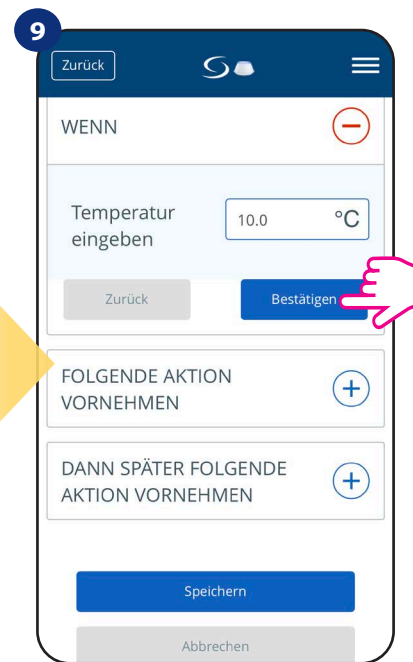 9
Zurück
WENN
Temperatur
eingeben
10.0 °C
Zurück
Bestätigen
FOLGENDE AKTION
VORNEHMEN
DANN SPÄTER FOLGENDE
AKTION VORNEHMEN
Speichern
Abbrechen